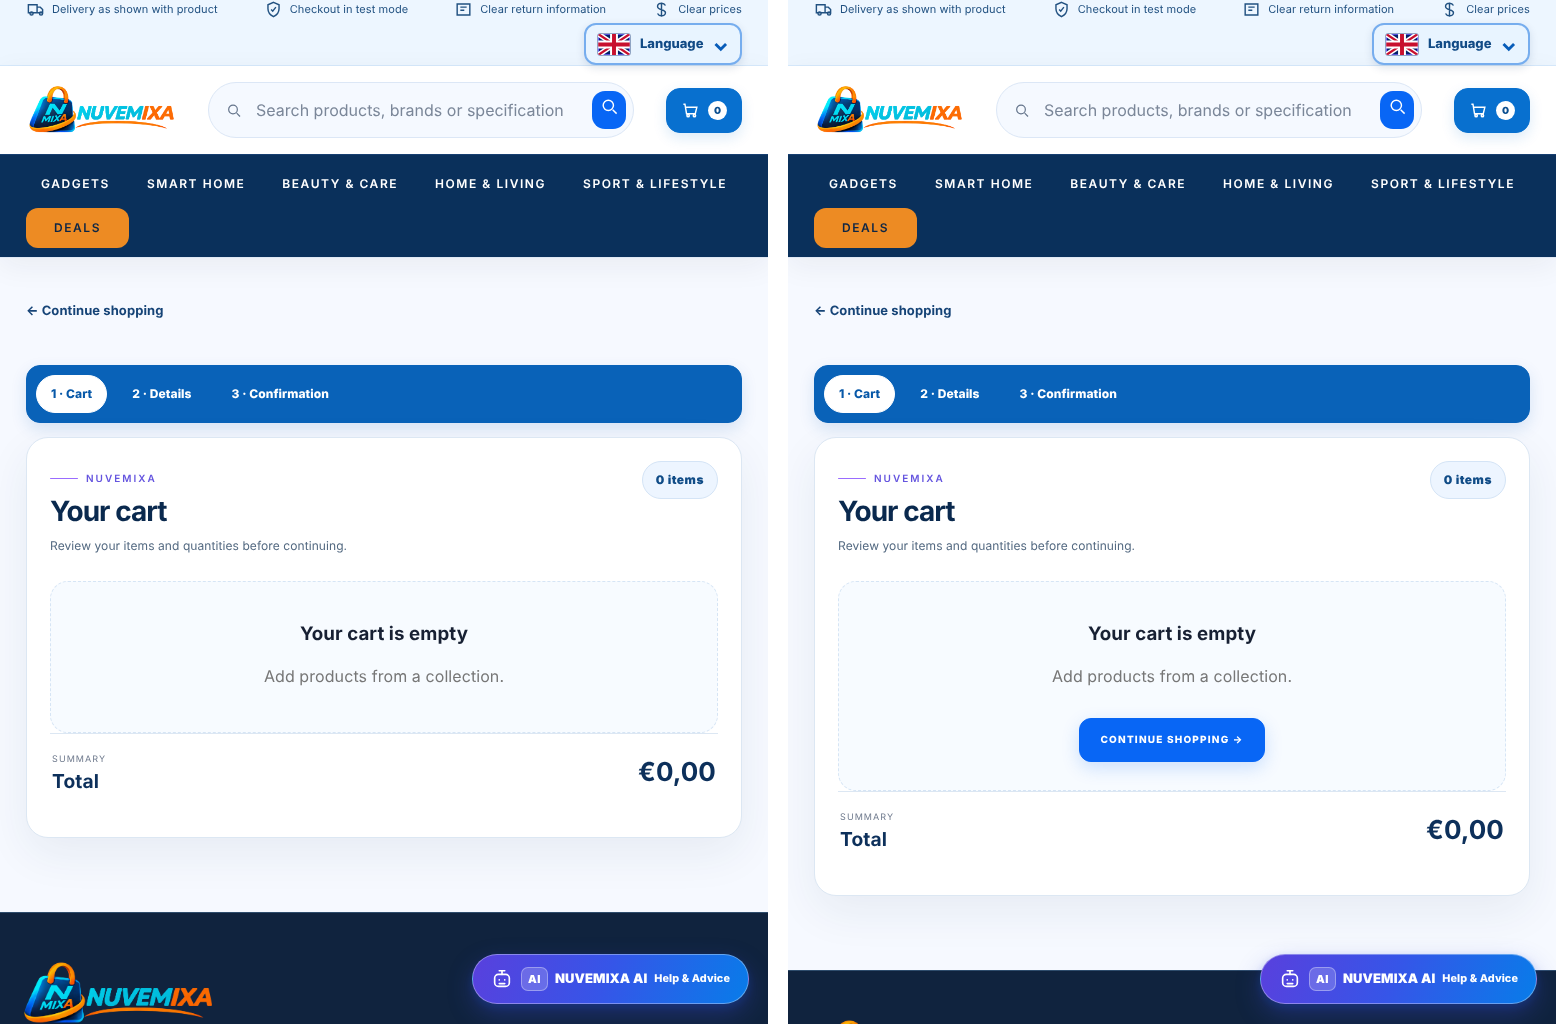 Delivery as shown with product Checkout in test mode Clear return information Clear prices
Language
NUVEMIXA Search products, brands or specification 0
N MIXA
GADGETS SMART HOME BEAUTY & CARE HOME & LIVING SPORT & LIFESTYLE
DEALS
← Continue shopping
1 · Cart 2 · Details 3 · Confirmation
NUVEMIXA 0 items
Your cart
Review your items and quantities before continuing.
Your cart is empty
Add products from a collection.
SUMMARY
Total €0,00
N MIXA NUVEMIXA
AI NUVEMIXA AI Help & Advice
Delivery as shown with product Checkout in test mode Clear return information Clear prices
Language
NUVEMIXA Search products, brands or specification 0
N MIXA
GADGETS SMART HOME BEAUTY & CARE HOME & LIVING SPORT & LIFESTYLE
DEALS
← Continue shopping
1 · Cart 2 · Details 3 · Confirmation
NUVEMIXA 0 items
Your cart
Review your items and quantities before continuing.
Your cart is empty
Add products from a collection.
CONTINUE SHOPPING →
SUMMARY
Total €0,00
AI NUVEMIXA AI Help & Advice